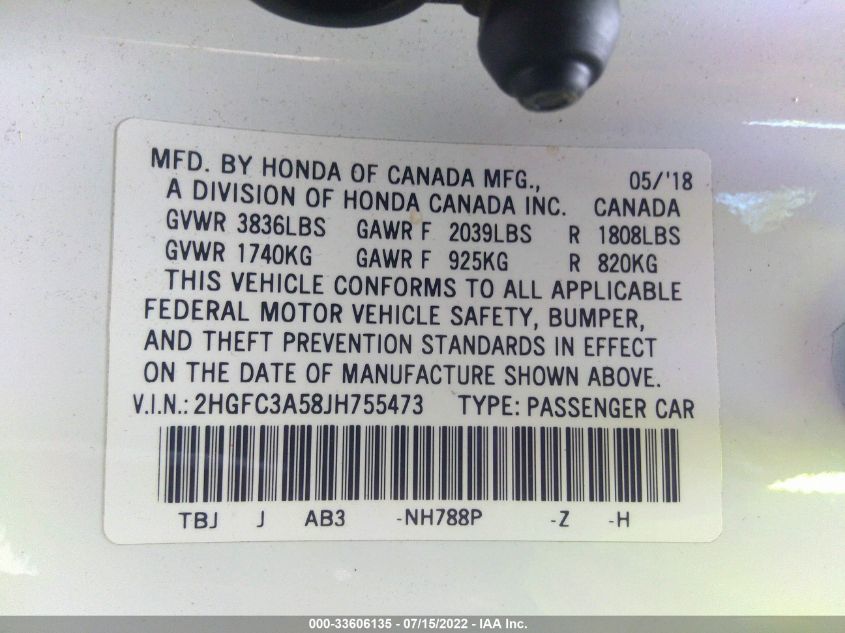 MFD. BY HONDA OF CANADA MFG., 05/'18
A DIVISION OF HONDA CANADA INC. CANADA
GVWR 3836LBS GAWR F 2039LBS R 1808LBS
GVWR 1740KG GAWR F 925KG R 820KG
THIS VEHICLE CONFORMS TO ALL APPLICABLE
FEDERAL MOTOR VEHICLE SAFETY, BUMPER,
AND THEFT PREVENTION STANDARDS IN EFFECT
ON THE DATE OF MANUFACTURE SHOWN ABOVE.
V.I.N.: 2HGFC3A58JH755473 TYPE: PASSENGER CAR
TBJ J AB3 -NH788P -Z -H
000-33606135 - 07/15/2022 - IAA Inc.